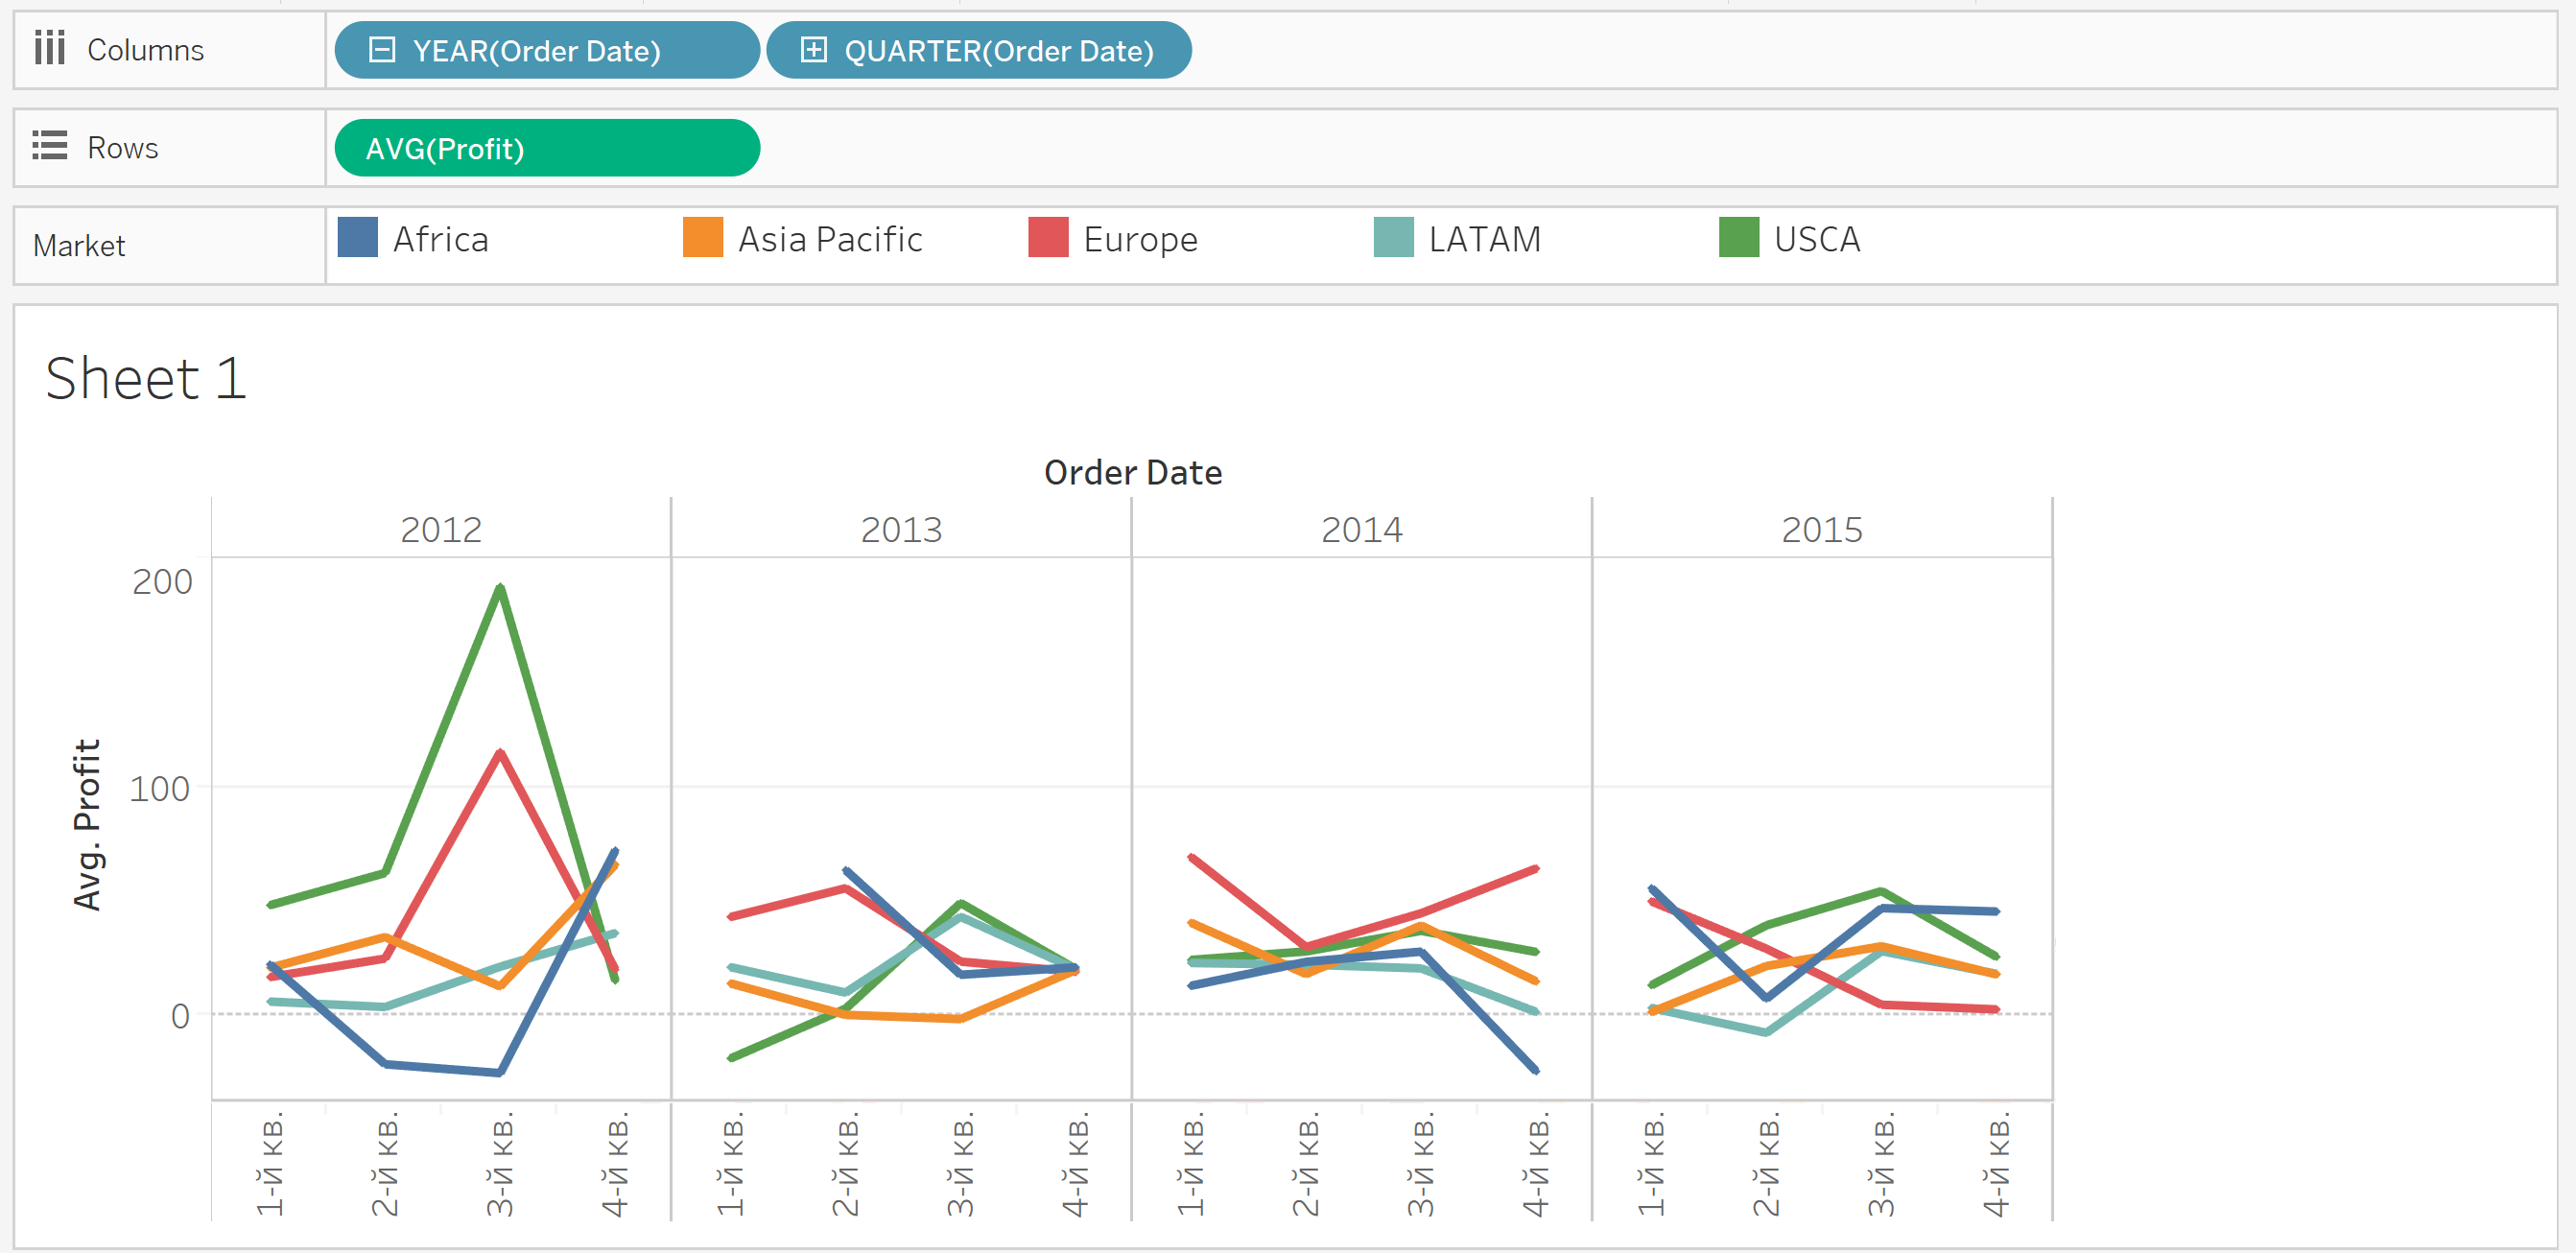 Columns YEAR(Order Date) QUARTER(Order Date)
Rows AVG(Profit)
Market Africa Asia Pacific Europe LATAM USCA
Sheet 1
Order Date
2012 2013 2014 2015
Avg. Profit
200
100
0
1-й кв. 2-й кв. 3-й кв. 4-й кв. 1-й кв. 2-й кв. 3-й кв. 4-й кв. 1-й кв. 2-й кв. 3-й кв. 4-й кв. 1-й кв. 2-й кв. 3-й кв. 4-й кв.